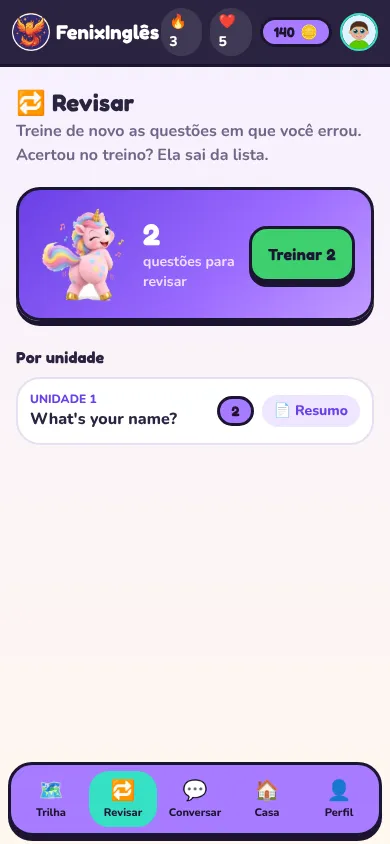 FenixInglês
🔥 3
❤️ 5
140 🪙
🔁 Revisar
Treine de novo as questões em que você errou.
Acertou no treino? Ela sai da lista.
2
questões para
revisar
Treinar 2
Por unidade
UNIDADE 1
What's your name?
2
📄 Resumo
Trilha
Revisar
Conversar
Casa
Perfil